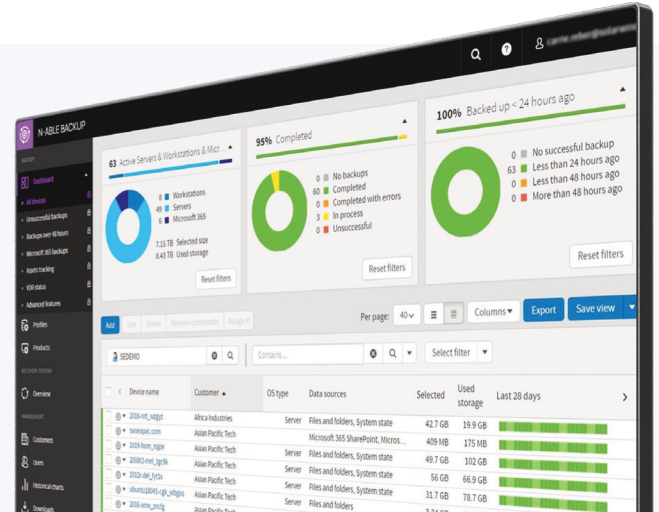 N-ABLE BACKUP
BACKUP
Dashboard
All devices
Unsuccessful backups
Backups over 48 hours
Microsoft 365 backups
Assets tracking
VDR status
Advanced features
Profiles
Products
RECOVERY TESTING
Overview
MANAGEMENT
Customers
Users
Historical charts
Downloads
63 Active Servers & Workstations & Micr...
8 Workstations
49 Servers
6 Microsoft 365
7.15 TB Selected size
8.43 TB Used storage
Reset filters
95% Completed
0 No backups
60 Completed
0 Completed with errors
3 In process
0 Unsuccessful
Reset filters
100% Backed up < 24 hours ago
0 No successful backup
63 Less than 24 hours ago
0 Less than 48 hours ago
0 More than 48 hours ago
Reset filters
Add Edit Delete Remote commands Assign
Per page: 40 Columns Export Save view
SEDEMO Contains... Select filter
Device name Customer OS type Data sources Selected Used storage Last 28 days
Africa Industries Server Files and folders, System state 42.7 GB 19.9 GB
swseapac.com Asian Pacific Tech Microsoft 365 SharePoint, Micros... 409 MB 175 MB
Asian Pacific Tech Server Files and folders, System state 49.7 GB 102 GB
Asian Pacific Tech Server Files and folders, System state 56 GB 66.9 GB
Asian Pacific Tech Server Files and folders, System state 31.7 GB 78.7 GB
Asian Pacific Tech Server Files and folders
Asian Pacific Tech